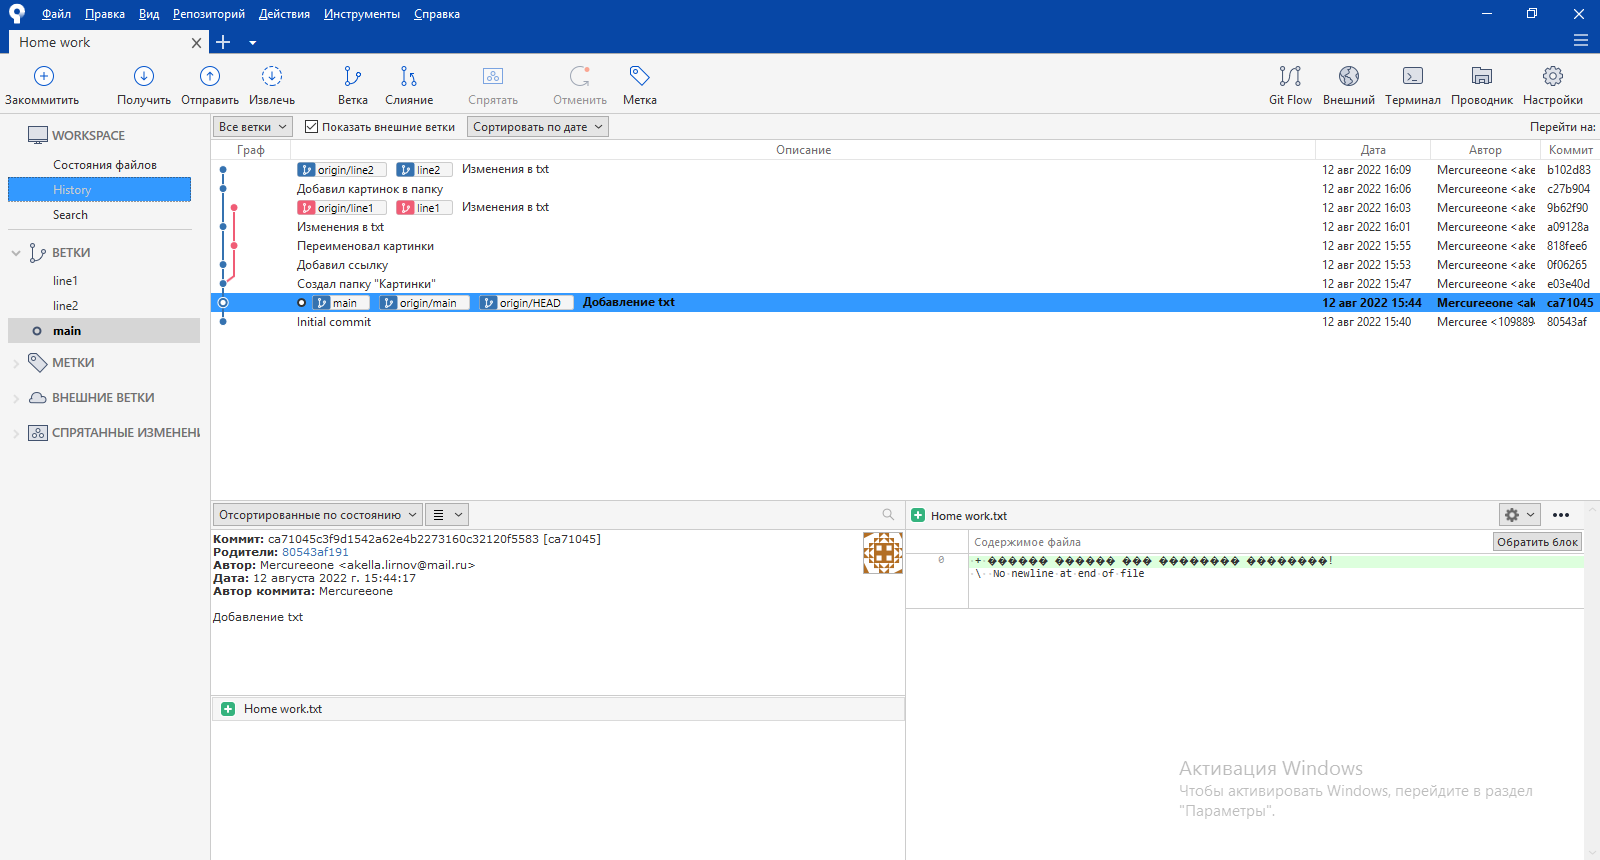 Файл Правка Вид Репозиторий Действия Инструменты Справка
Home work
Закоммитить Получить Отправить Извлечь Ветка Слияние Спрятать Отменить Метка Git Flow Внешний Терминал Проводник Настройки
WORKSPACE
Состояния файлов
History
Search
ВЕТКИ
line1
line2
main
МЕТКИ
ВНЕШНИЕ ВЕТКИ
СПРЯТАННЫЕ ИЗМЕНЕНИ
Все ветки Показать внешние ветки Сортировать по дате Перейти на:
Граф Описание Дата Автор Коммит
origin/line2 line2 Изменения в txt 12 авг 2022 16:09 Mercureeone <ake b102d83
Добавил картинок в папку 12 авг 2022 16:06 Mercureeone <ake c27b904
origin/line1 line1 Изменения в txt 12 авг 2022 16:03 Mercureeone <ake 9b62f90
Изменения в txt 12 авг 2022 16:01 Mercureeone <ake a09128a
Переименовал картинки 12 авг 2022 15:55 Mercureeone <ake 818fee6
Добавил ссылку 12 авг 2022 15:53 Mercureeone <ake 0f06265
Создал папку "Картинки" 12 авг 2022 15:47 Mercureeone <ake e03e40d
main origin/main origin/HEAD Добавление txt 12 авг 2022 15:44 Mercureeone <ak ca71045
Initial commit 12 авг 2022 15:40 Mercuree <109889 80543af
Отсортированные по состоянию
Коммит: ca71045c3f9d1542a62e4b2273160c32120f5583 [ca71045]
Родители: 80543af191
Автор: Mercureeone <akella.lirnov@mail.ru>
Дата: 12 августа 2022 г. 15:44:17
Автор коммита: Mercureeone
Добавление txt
Home work.txt
Home work.txt
Содержимое файла Обратить блок
0 + ������ ������ ��� �������� ��������!
\ No newline at end of file
Активация Windows
Чтобы активировать Windows, перейдите в раздел
"Параметры".